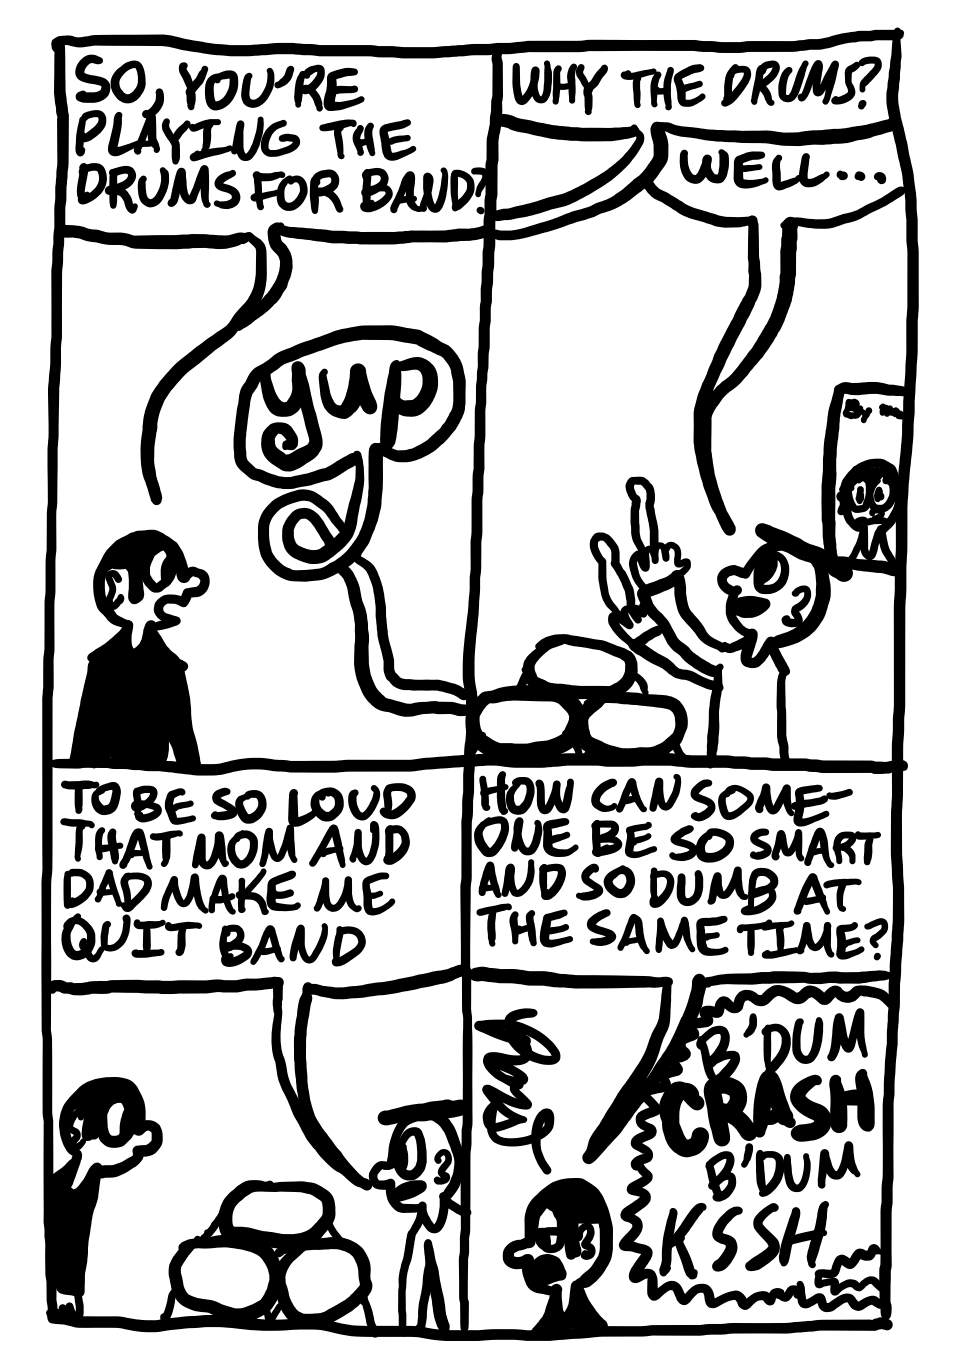 SO, YOU'RE
PLAYING THE
DRUMS FOR BAND?
yup
WHY THE DRUMS?
WELL...
By me
TO BE SO LOUD
THAT MOM AND
DAD MAKE ME
QUIT BAND
HOW CAN SOME-
ONE BE SO SMART
AND SO DUMB AT
THE SAME TIME?
B'DUM
CRASH
B'DUM
KSSH